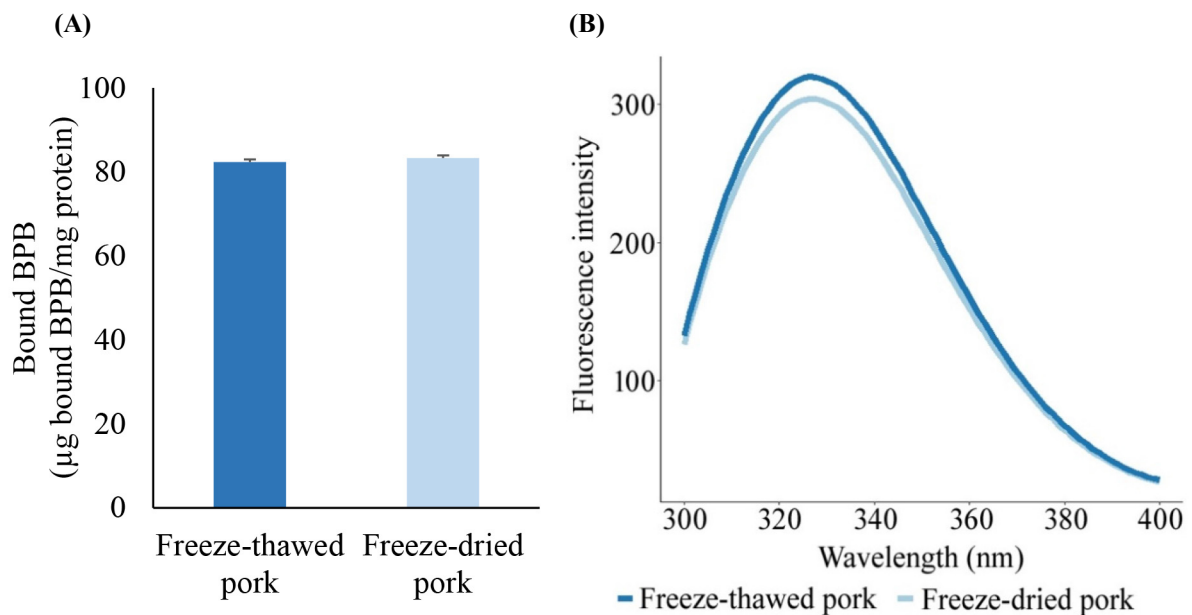 (A)
Bound BPB
(µg bound BPB/mg protein)
100
80
60
40
20
0
Freeze-thawed
pork
Freeze-dried
pork
(B)
Fluorescence intensity
300
200
100
300 320 340 360 380 400
Wavelength (nm)
Freeze-thawed pork Freeze-dried pork